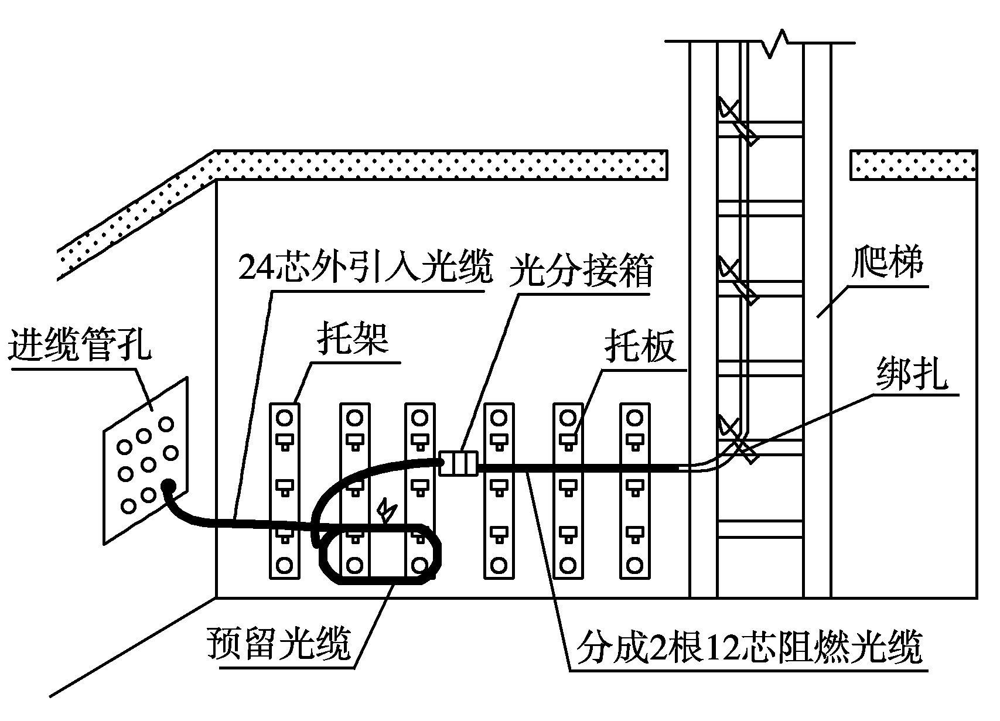 24芯外引入光缆
光分接箱
爬梯
进缆管孔
托架
托板
绑扎
预留光缆
分成2根12芯阻燃光缆